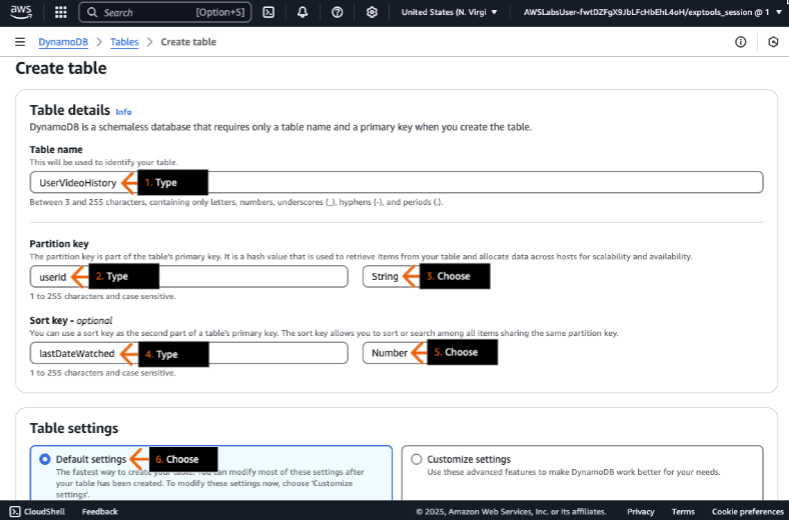 aws Search [Option+S] United States (N. Virgi AWSLabsUser-fwtDZFgX9JbLFcHbEhL4oH/exptools_session @ 1
DynamoDB > Tables > Create table
Create table
Table details Info
DynamoDB is a schemaless database that requires only a table name and a primary key when you create the table.
Table name
This will be used to identify your table.
UserVideoHistory 1. Type
Between 3 and 255 characters, containing only letters, numbers, underscores (_), hyphens (-), and periods (.).
Partition key
The partition key is part of the table's primary key. It is a hash value that is used to retrieve items from your table and allocate data across hosts for scalability and availability.
userId 2. Type String 3. Choose
1 to 255 characters and case sensitive.
Sort key - optional
You can use a sort key as the second part of a table's primary key. The sort key allows you to sort or search among all items sharing the same partition key.
lastDateWatched 4. Type Number 5. Choose
1 to 255 characters and case sensitive.
Table settings
Default settings 6. Choose Customize settings
The fastest way to create your table. You can modify most of these settings after Use these advanced features to make DynamoDB work better for your needs.
your table has been created. To modify these settings now, choose 'Customize
settings'.
CloudShell Feedback © 2025, Amazon Web Services, Inc. or its affiliates. Privacy Terms Cookie preferences